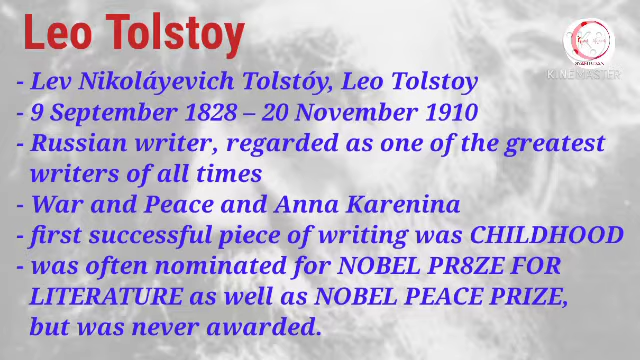 Leo Tolstoy
KINEMASTER
- Lev Nikoláyevich Tolstóy, Leo Tolstoy
- 9 September 1828 – 20 November 1910
- Russian writer, regarded as one of the greatest
writers of all times
- War and Peace and Anna Karenina
- first successful piece of writing was CHILDHOOD
- was often nominated for NOBEL PR8ZE FOR
LITERATURE as well as NOBEL PEACE PRIZE,
but was never awarded.